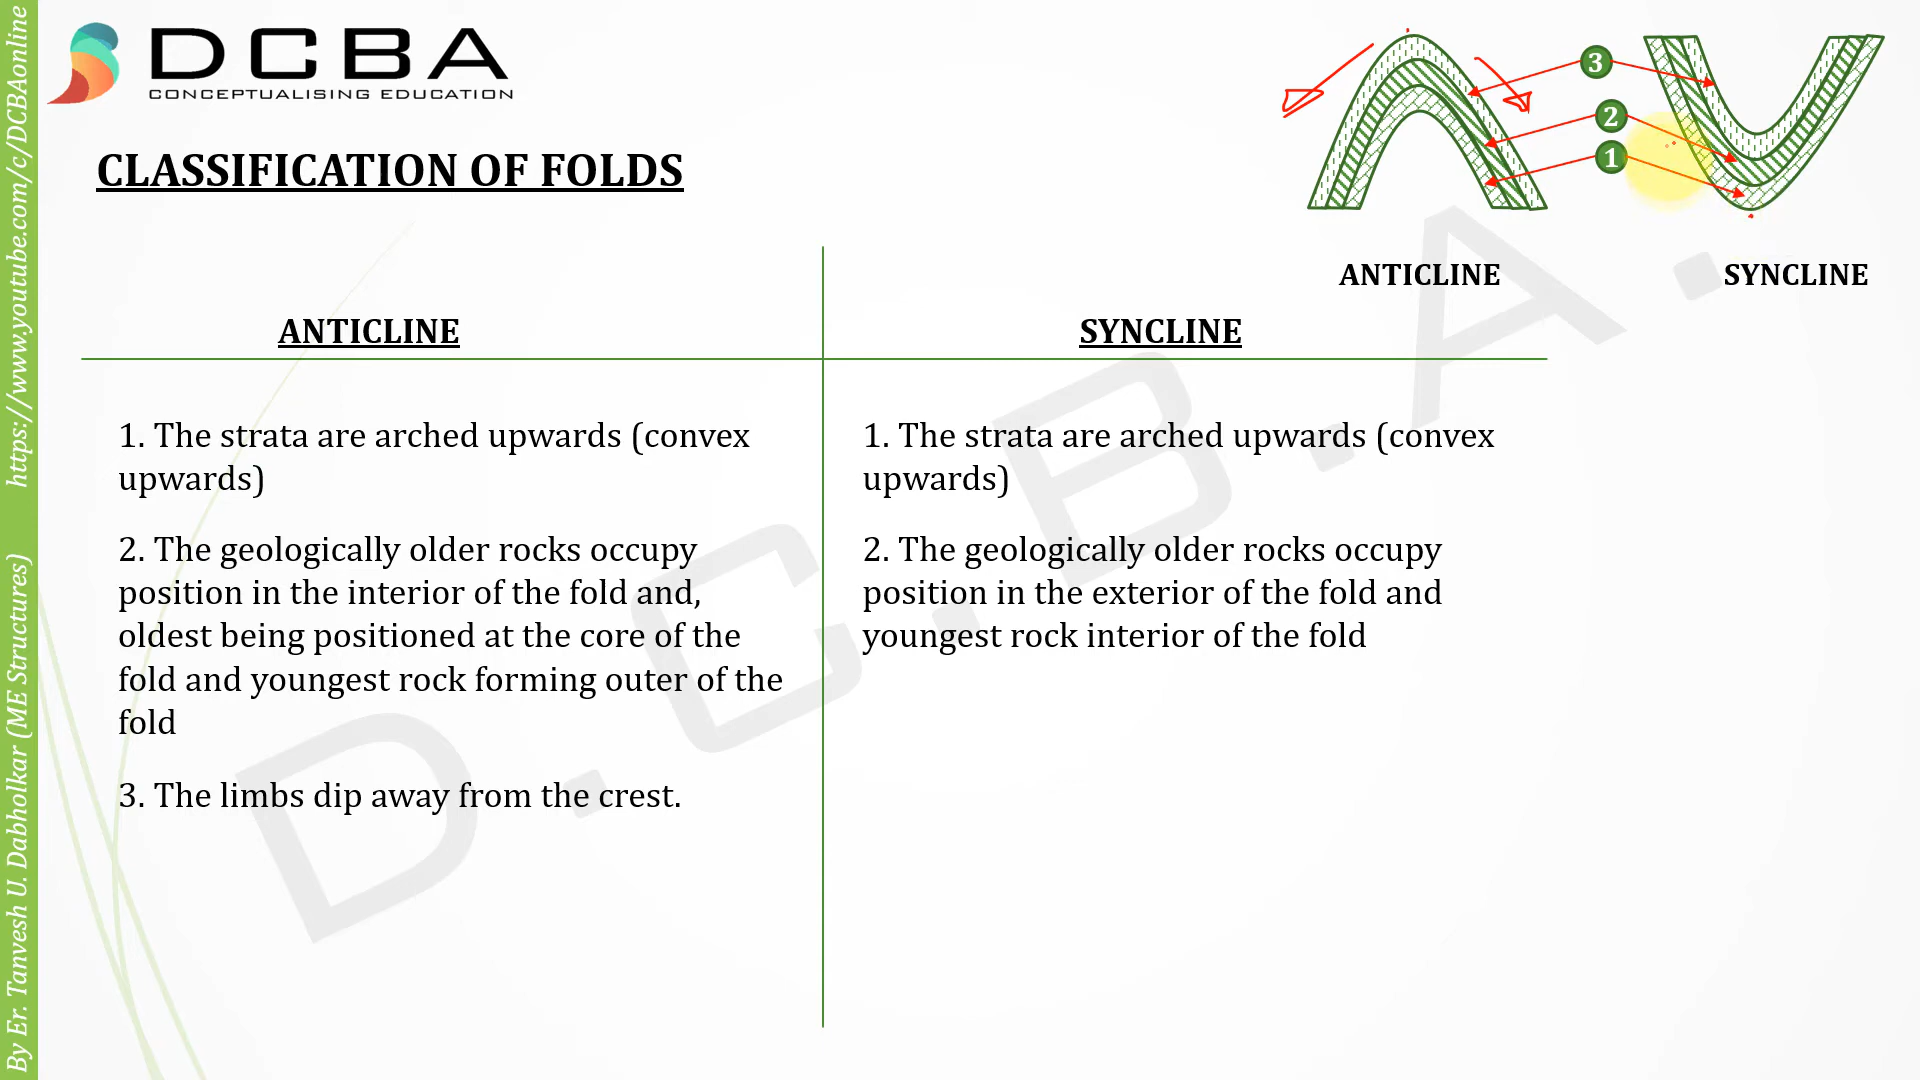 DCBA
CONCEPTUALISING EDUCATION
CLASSIFICATION OF FOLDS
3
2
1
ANTICLINE
SYNCLINE
ANTICLINE
1. The strata are arched upwards (convex
upwards)
2. The geologically older rocks occupy
position in the interior of the fold and,
oldest being positioned at the core of the
fold and youngest rock forming outer of the
fold
3. The limbs dip away from the crest.
SYNCLINE
1. The strata are arched upwards (convex
upwards)
2. The geologically older rocks occupy
position in the exterior of the fold and
youngest rock interior of the fold
D.C.B.A.
By Er. Tanvesh U. Dabholkar (ME Structures) https://www.youtube.com/c/DCBAonline